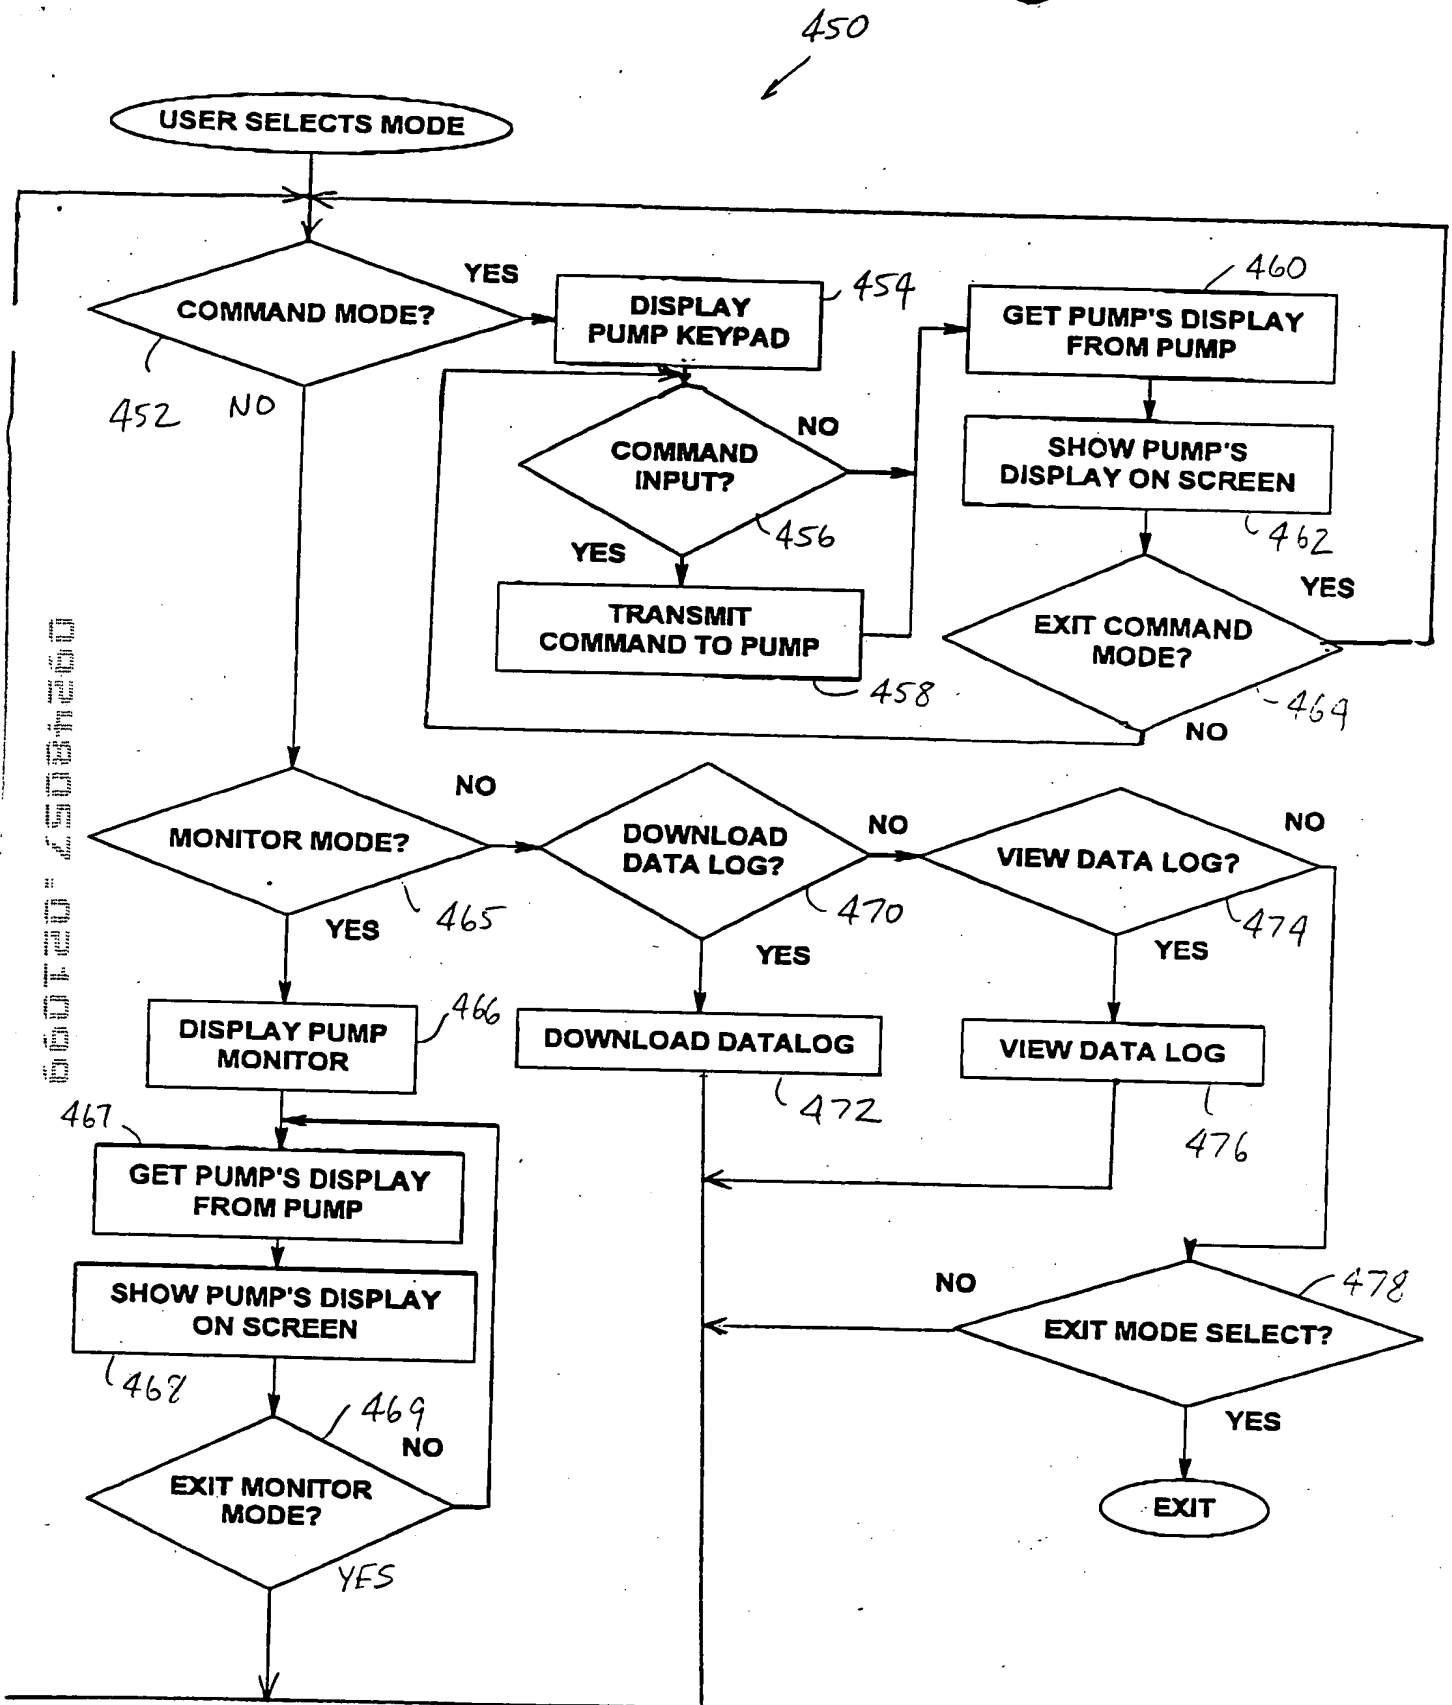 450
USER SELECTS MODE
COMMAND MODE?
YES
452
NO
DISPLAY
PUMP KEYPAD
454
COMMAND
INPUT?
NO
456
YES
TRANSMIT
COMMAND TO PUMP
458
460
GET PUMP'S DISPLAY
FROM PUMP
SHOW PUMP'S
DISPLAY ON SCREEN
462
EXIT COMMAND
MODE?
YES
464
NO
MONITOR MODE?
NO
465
YES
DOWNLOAD
DATA LOG?
NO
470
YES
VIEW DATA LOG?
NO
474
YES
DISPLAY PUMP
MONITOR
466
DOWNLOAD DATALOG
472
VIEW DATA LOG
476
467
GET PUMP'S DISPLAY
FROM PUMP
SHOW PUMP'S DISPLAY
ON SCREEN
468
EXIT MONITOR
MODE?
469
NO
YES
EXIT MODE SELECT?
NO
478
YES
EXIT